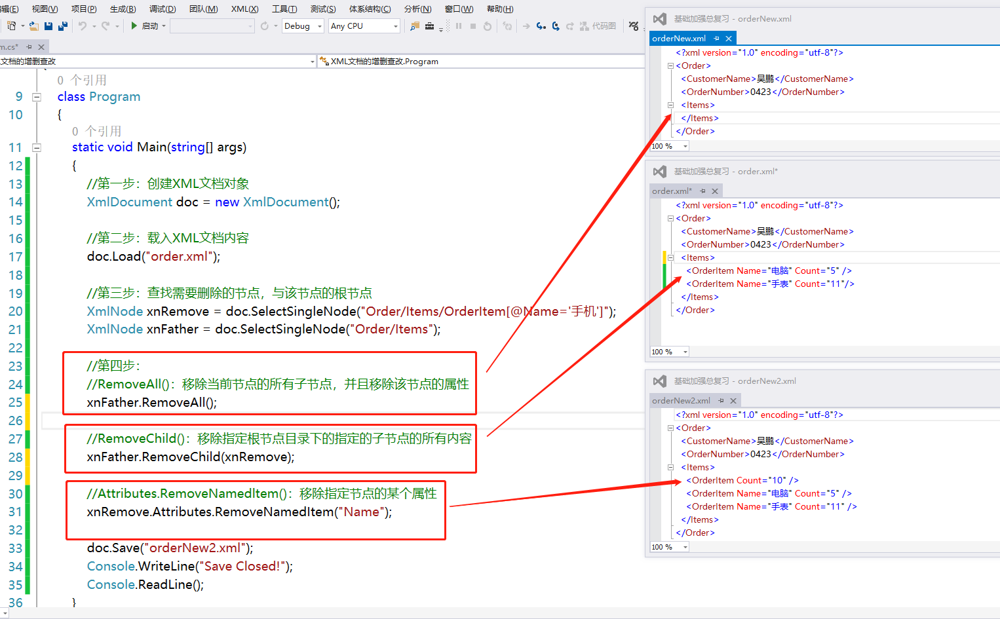 编辑(E) 视图(V) 项目(P) 生成(B) 调试(D) 团队(M) XML(X) 工具(T) 测试(S) 体系结构(C) 分析(N) 窗口(W) 帮助(H)
启动 Debug Any CPU 代码图
m.cs*
文档的增删查改 XML文档的增删查改.Program
0 个引用
9 class Program
10 {
0 个引用
11 static void Main(string[] args)
12 {
13 //第一步：创建XML文档对象
14 XmlDocument doc = new XmlDocument();
15
16 //第二步：载入XML文档内容
17 doc.Load("order.xml");
18
19 //第三步：查找需要删除的节点，与该节点的根节点
20 XmlNode xnRemove = doc.SelectSingleNode("Order/Items/OrderItem[@Name='手机']");
21 XmlNode xnFather = doc.SelectSingleNode("Order/Items");
22
23 //第四步：
24 //RemoveAll()：移除当前节点的所有子节点，并且移除该节点的属性
25 xnFather.RemoveAll();
26
27 //RemoveChild()：移除指定根节点目录下的指定的子节点的所有内容
28 xnFather.RemoveChild(xnRemove);
29
30 //Attributes.RemoveNamedItem()：移除指定节点的某个属性
31 xnRemove.Attributes.RemoveNamedItem("Name");
32
33 doc.Save("orderNew2.xml");
34 Console.WriteLine("Save Closed!");
35 Console.ReadLine();
36 }
基础加强总复习 - orderNew.xml
orderNew.xml
<?xml version="1.0" encoding="utf-8"?>
<Order>
<CustomerName>吴鹏</CustomerName>
<OrderNumber>0423</OrderNumber>
<Items>
</Items>
</Order>
100 %
基础加强总复习 - order.xml*
order.xml*
<?xml version="1.0" encoding="utf-8"?>
<Order>
<CustomerName>吴鹏</CustomerName>
<OrderNumber>0423</OrderNumber>
<Items>
<OrderItem Name="电脑" Count="5" />
<OrderItem Name="手表" Count="11"/>
</Items>
</Order>
100 %
基础加强总复习 - orderNew2.xml
orderNew2.xml
<?xml version="1.0" encoding="utf-8"?>
<Order>
<CustomerName>吴鹏</CustomerName>
<OrderNumber>0423</OrderNumber>
<Items>
<OrderItem Count="10" />
<OrderItem Name="电脑" Count="5" />
<OrderItem Name="手表" Count="11" />
</Items>
</Order>
100 %